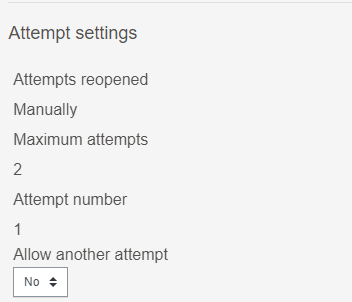 Attempt settings
Attempts reopened
Manually
Maximum attempts
2
Attempt number
1
Allow another attempt
No